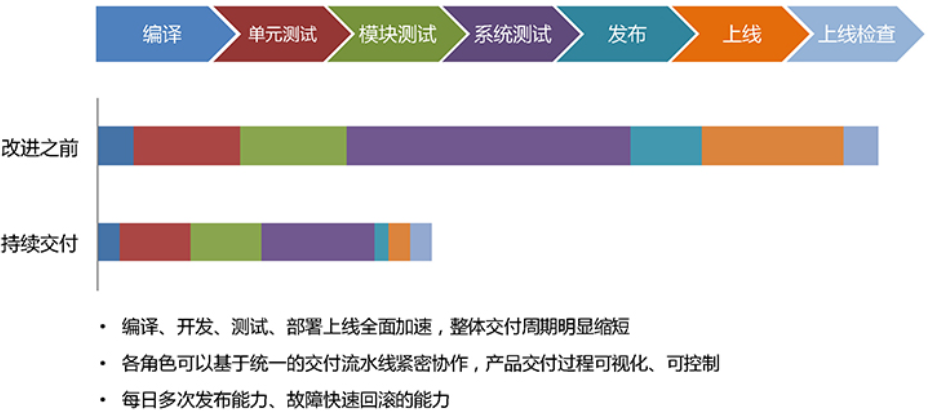 编译
单元测试
模块测试
系统测试
发布
上线
上线检查
改进之前
持续交付
• 编译、开发、测试、部署上线全面加速，整体交付周期明显缩短
• 各角色可以基于统一的交付流水线紧密协作，产品交付过程可视化、可控制
• 每日多次发布能力、故障快速回滚的能力